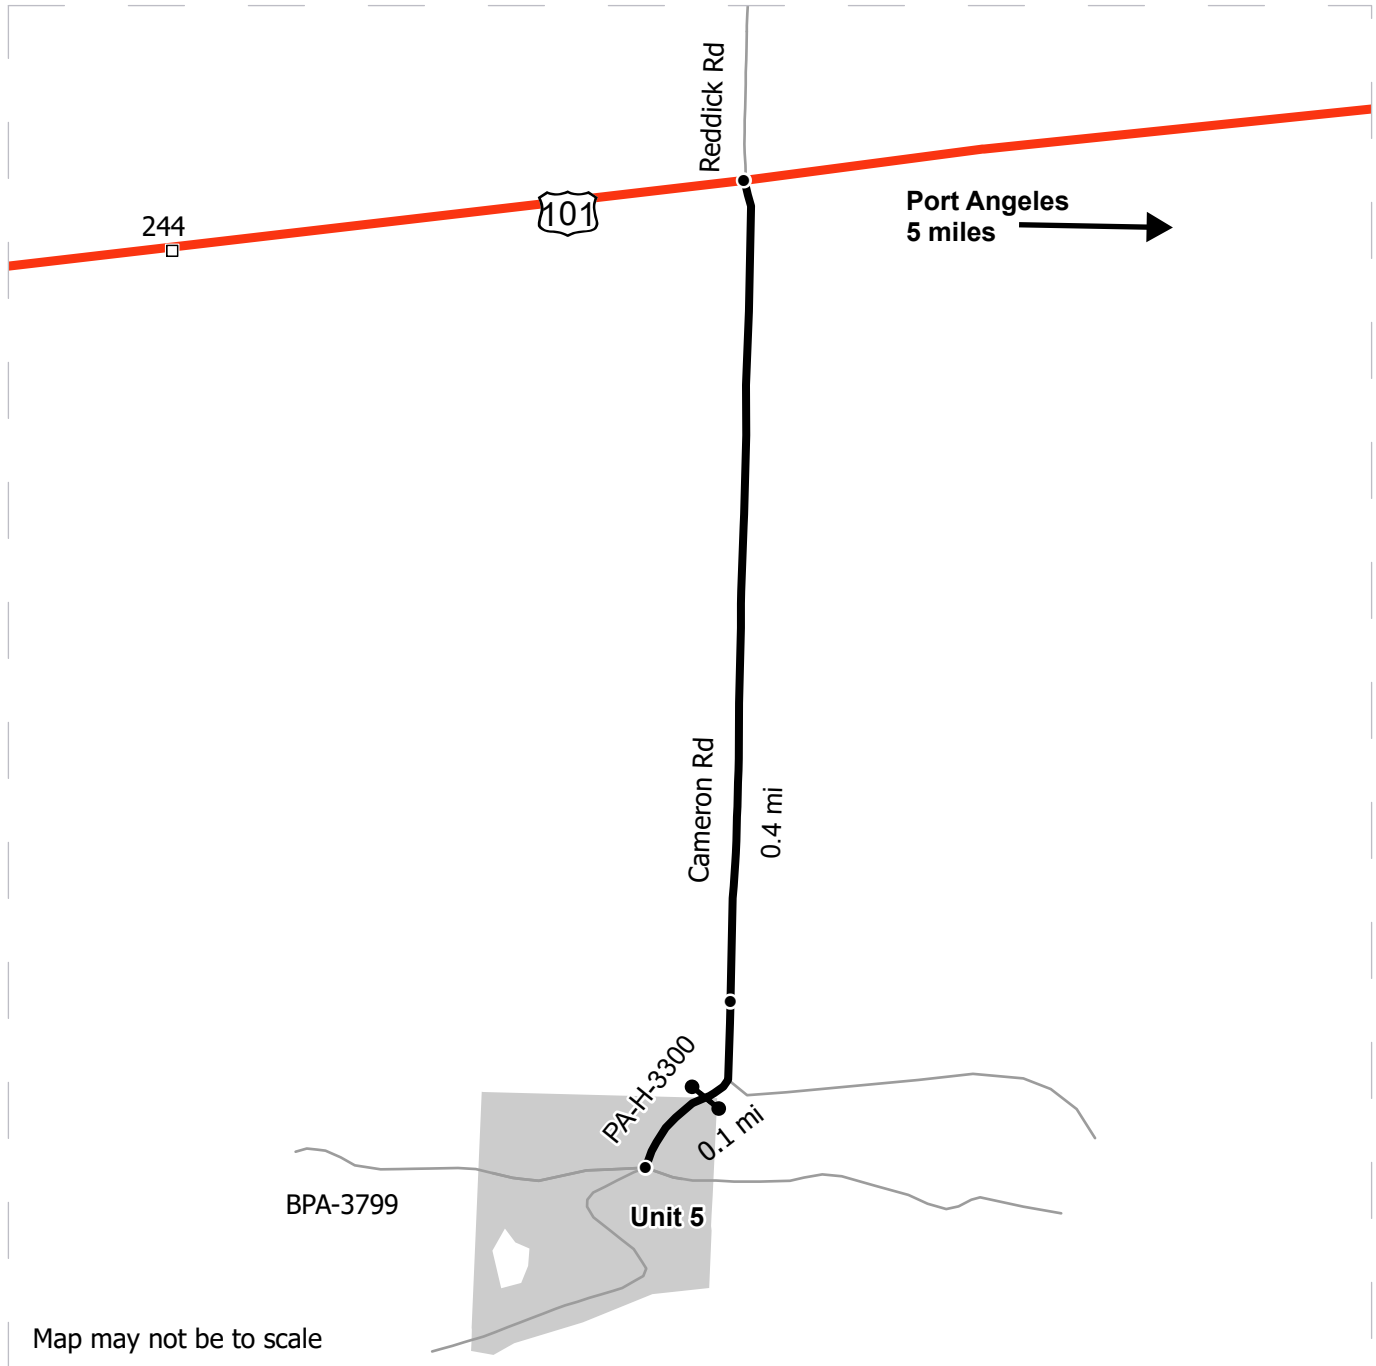 Reddick Rd
Port Angeles
5 miles
244
101
Cameron Rd
0.4 mi
PA-H-3300
0.1 mi
BPA-3799
Unit 5
Map may not be to scale